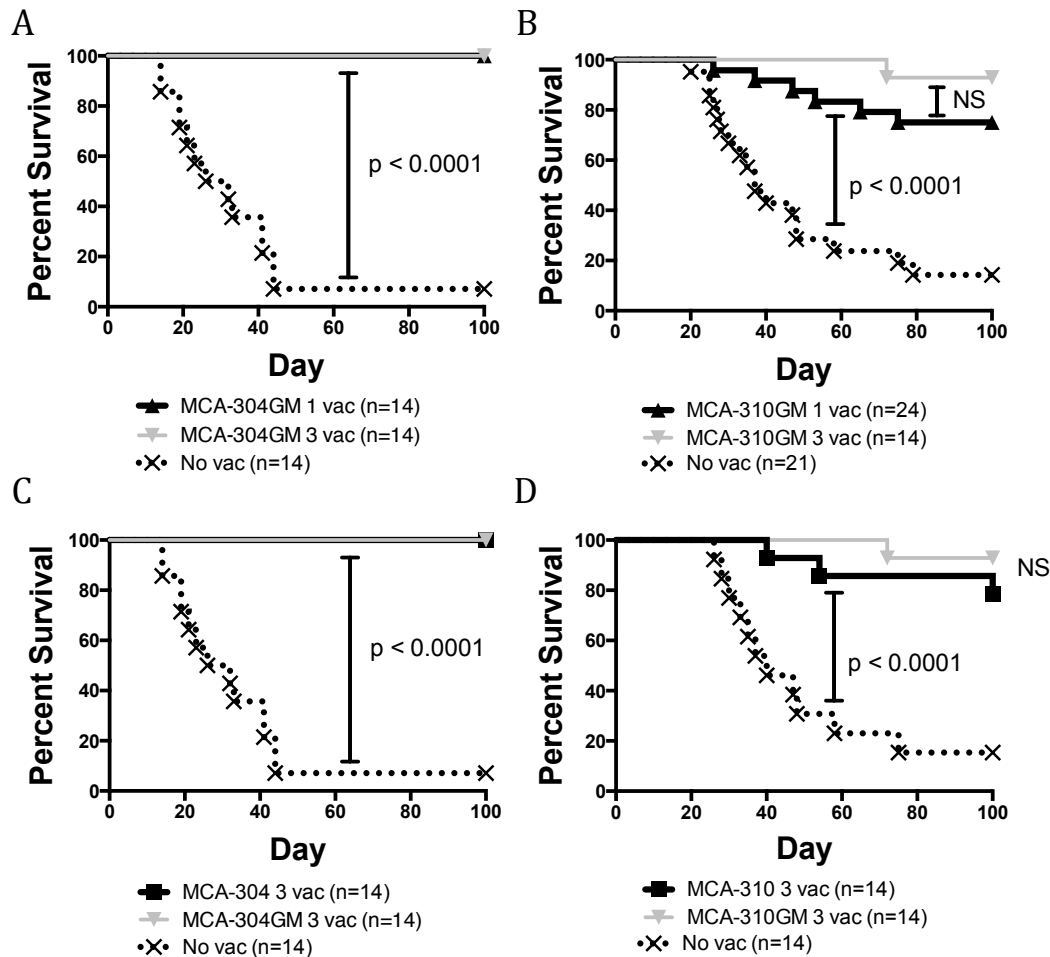 A
Percent Survival
100
80
60
40
20
0
p < 0.0001
0 20 40 60 80 100
Day
MCA-304GM 1 vac (n=14)
MCA-304GM 3 vac (n=14)
No vac (n=14)
B
Percent Survival
100
80
60
40
20
0
NS
p < 0.0001
0 20 40 60 80 100
Day
MCA-310GM 1 vac (n=24)
MCA-310GM 3 vac (n=14)
No vac (n=21)
C
Percent Survival
100
80
60
40
20
0
p < 0.0001
0 20 40 60 80 100
Day
MCA-304 3 vac (n=14)
MCA-304GM 3 vac (n=14)
No vac (n=14)
D
Percent Survival
100
80
60
40
20
0
NS
p < 0.0001
0 20 40 60 80 100
Day
MCA-310 3 vac (n=14)
MCA-310GM 3 vac (n=14)
No vac (n=14)